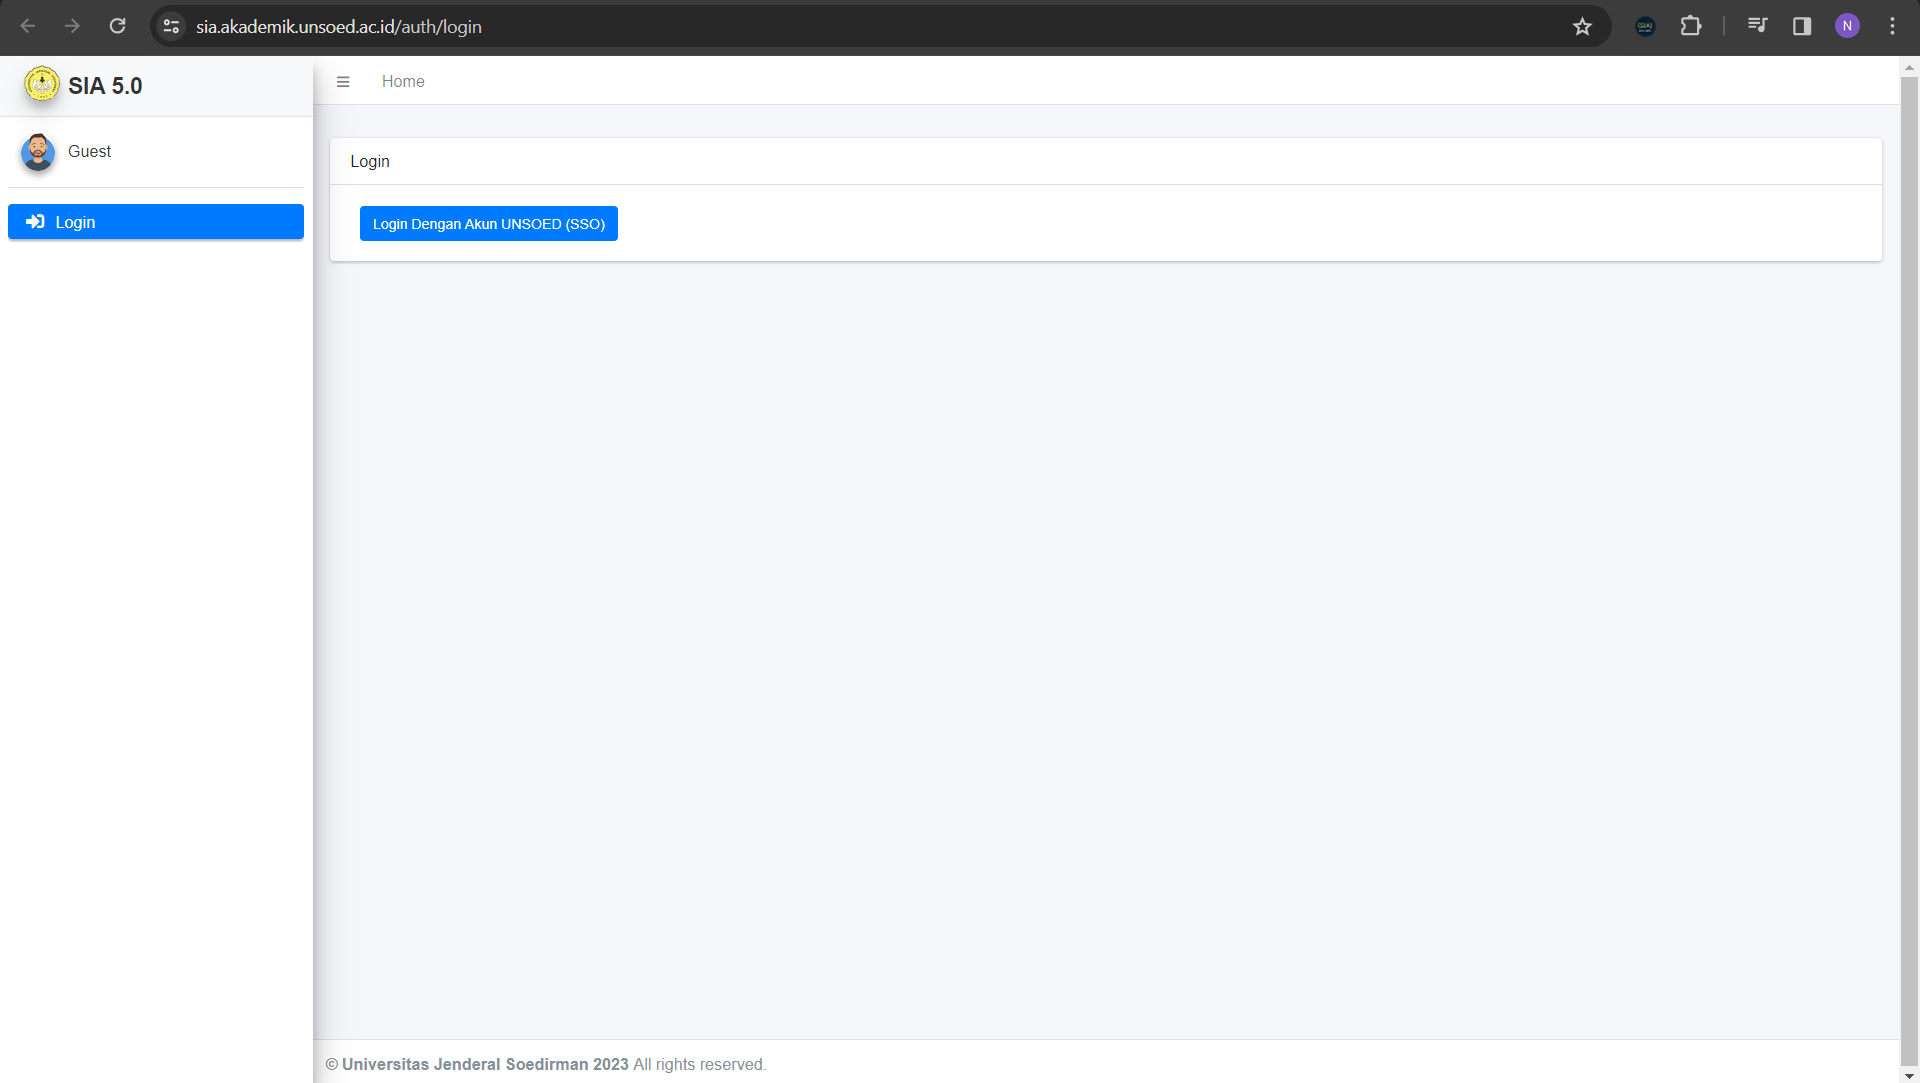 sia.akademik.unsoed.ac.id/auth/login
N
SIA 5.0
Home
Guest
Login
Login
Login Dengan Akun UNSOED (SSO)
© Universitas Jenderal Soedirman 2023 All rights reserved.